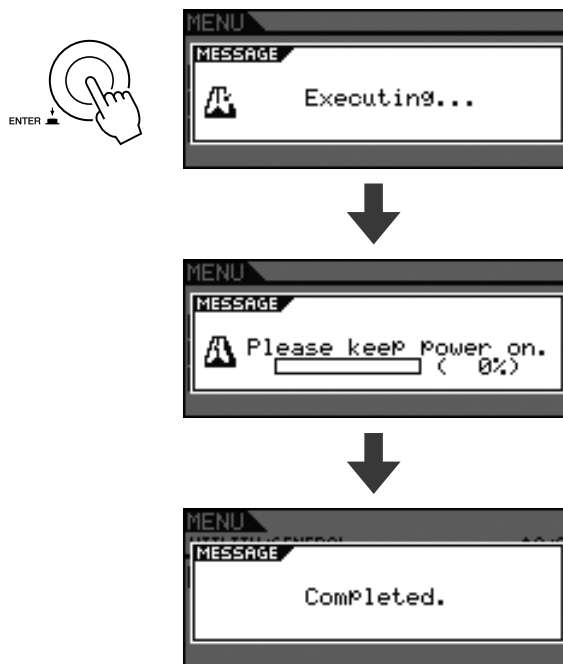 MENU
MESSAGE
Executing...
ENTER
MENU
MESSAGE
Please keep power on.
( 0%)
MENU
MESSAGE
Completed.